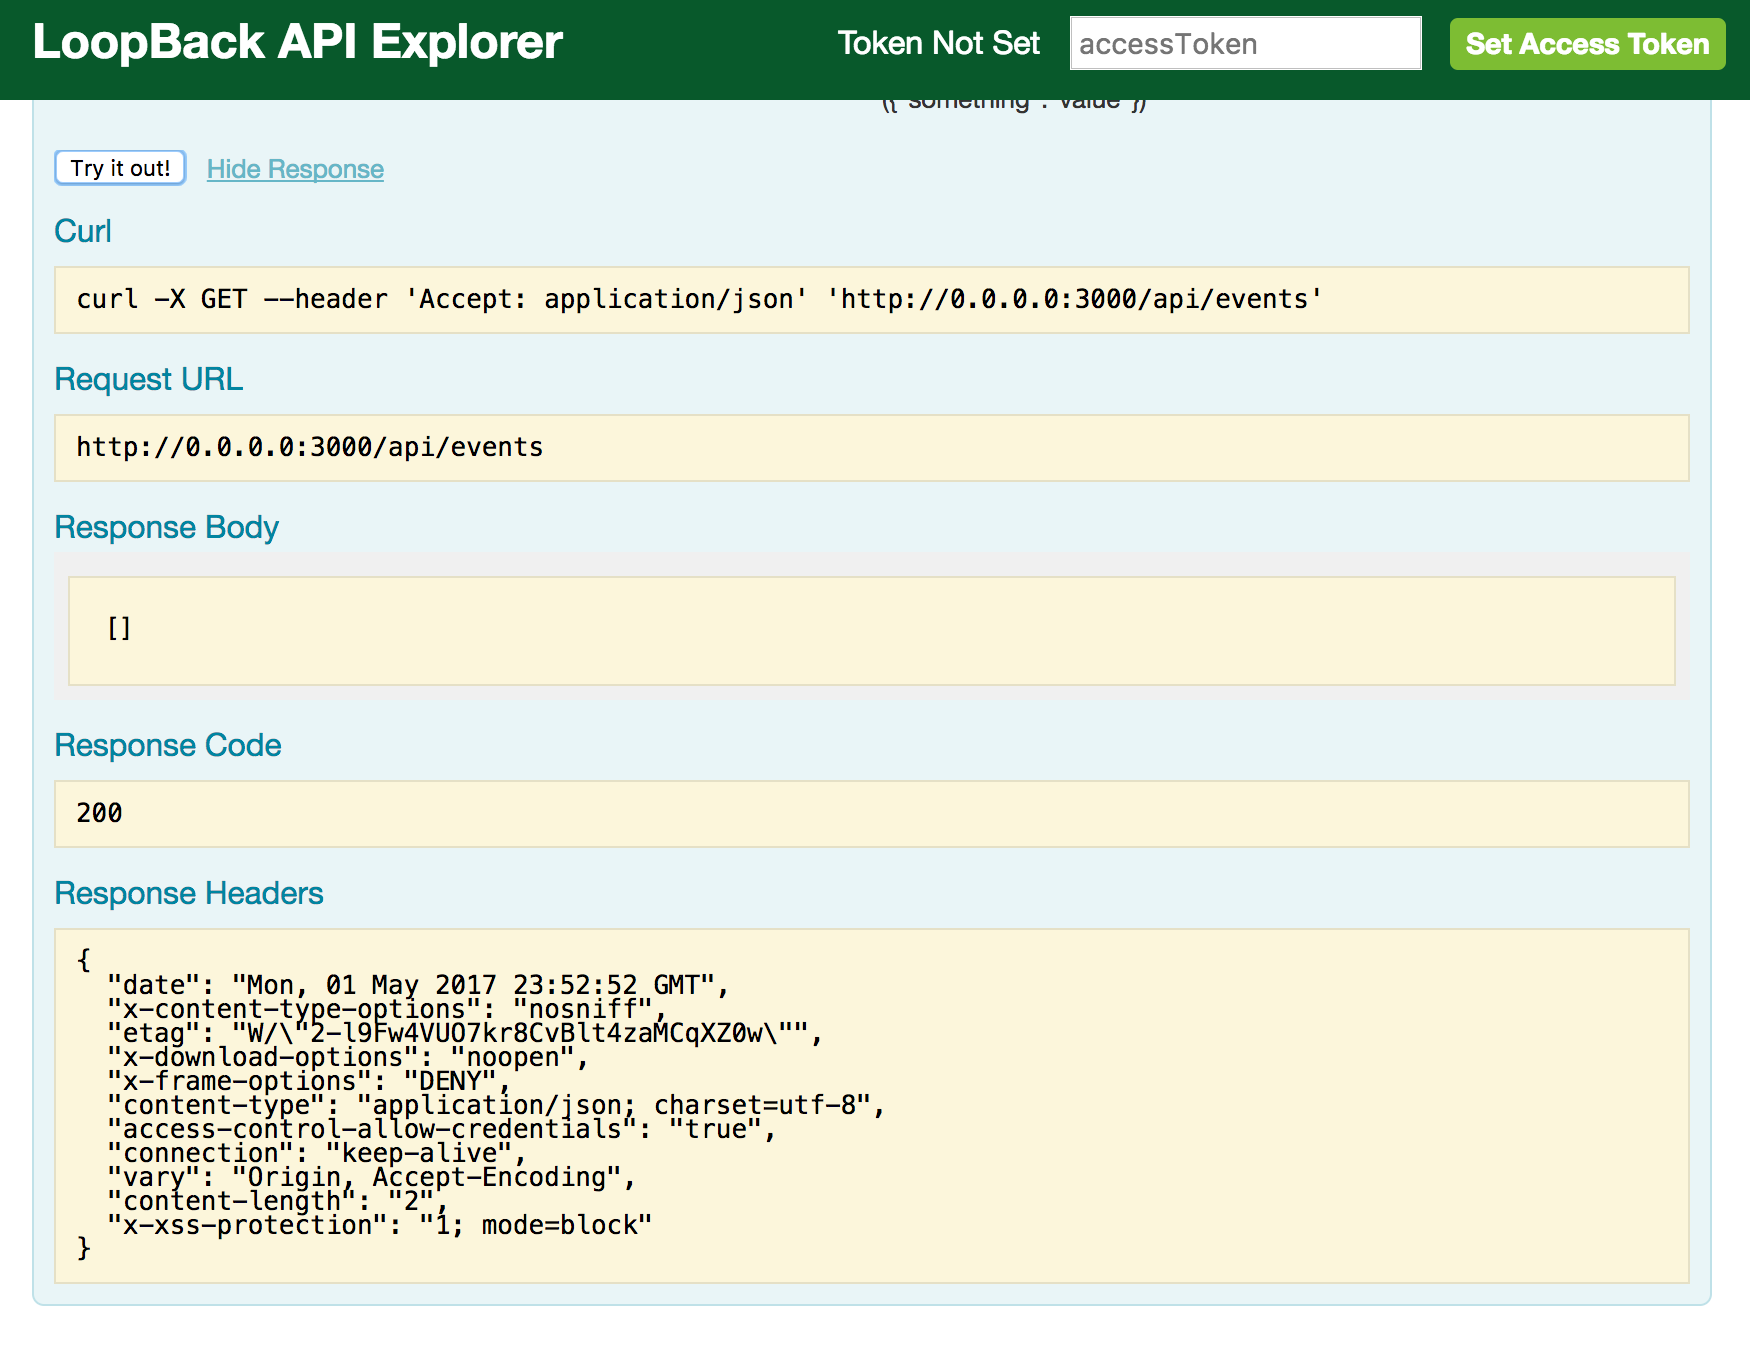 LoopBack API Explorer Token Not Set accessToken Set Access Token
({"something":"value"})
Try it out! Hide Response
Curl
curl -X GET --header 'Accept: application/json' 'http://0.0.0.0:3000/api/events'
Request URL
http://0.0.0.0:3000/api/events
Response Body
[]
Response Code
200
Response Headers
{
"date": "Mon, 01 May 2017 23:52:52 GMT",
"x-content-type-options": "nosniff",
"etag": "W/\"2-l9Fw4VUO7kr8CvBlt4zaMCqXZ0w\"",
"x-download-options": "noopen",
"x-frame-options": "DENY",
"content-type": "application/json; charset=utf-8",
"access-control-allow-credentials": "true",
"connection": "keep-alive",
"vary": "Origin, Accept-Encoding",
"content-length": "2",
"x-xss-protection": "1; mode=block"
}